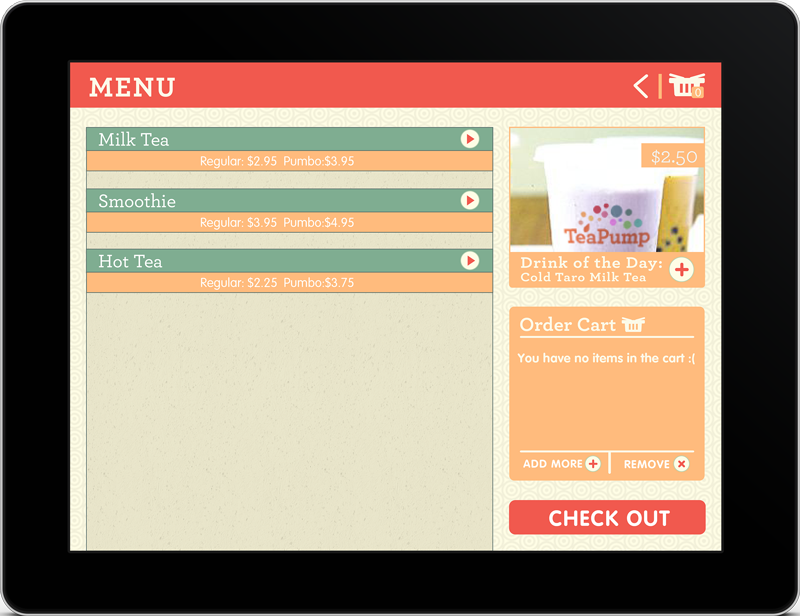 MENU
0
Milk Tea
Regular: $2.95 Pumbo:$3.95
Smoothie
Regular: $3.95 Pumbo:$4.95
Hot Tea
Regular: $2.25 Pumbo:$3.75
$2.50
TeaPump
Drink of the Day:
Cold Taro Milk Tea
Order Cart
You have no items in the cart :(
ADD MORE
REMOVE
CHECK OUT